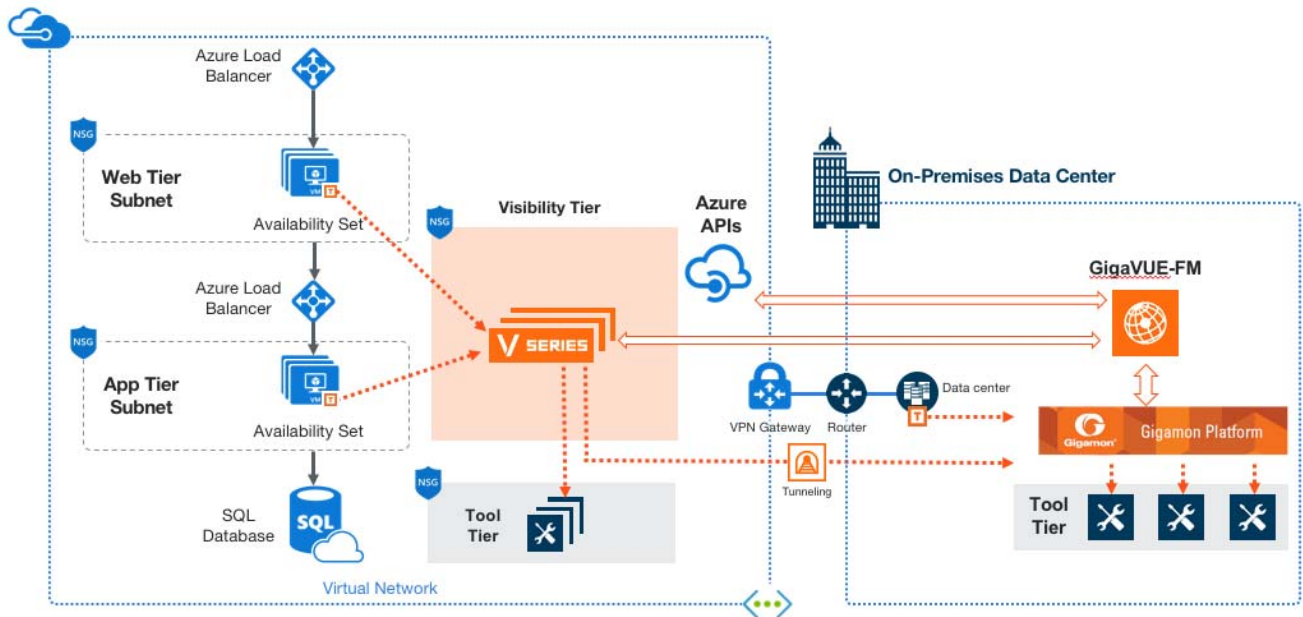 Azure Load
Balancer
NSG
Web Tier
Subnet
VM
T
Availability Set
Azure Load
Balancer
NSG
App Tier
Subnet
VM
T
Availability Set
SQL
Database
SQL
Virtual Network
NSG
Visibility Tier
V SERIES
NSG
Tool
Tier
Azure
APIs
VPN Gateway
Router
Data center
T
Tunneling
On-Premises Data Center
GigaVUE-FM
G
Gigamon®
Gigamon Platform
Tool
Tier